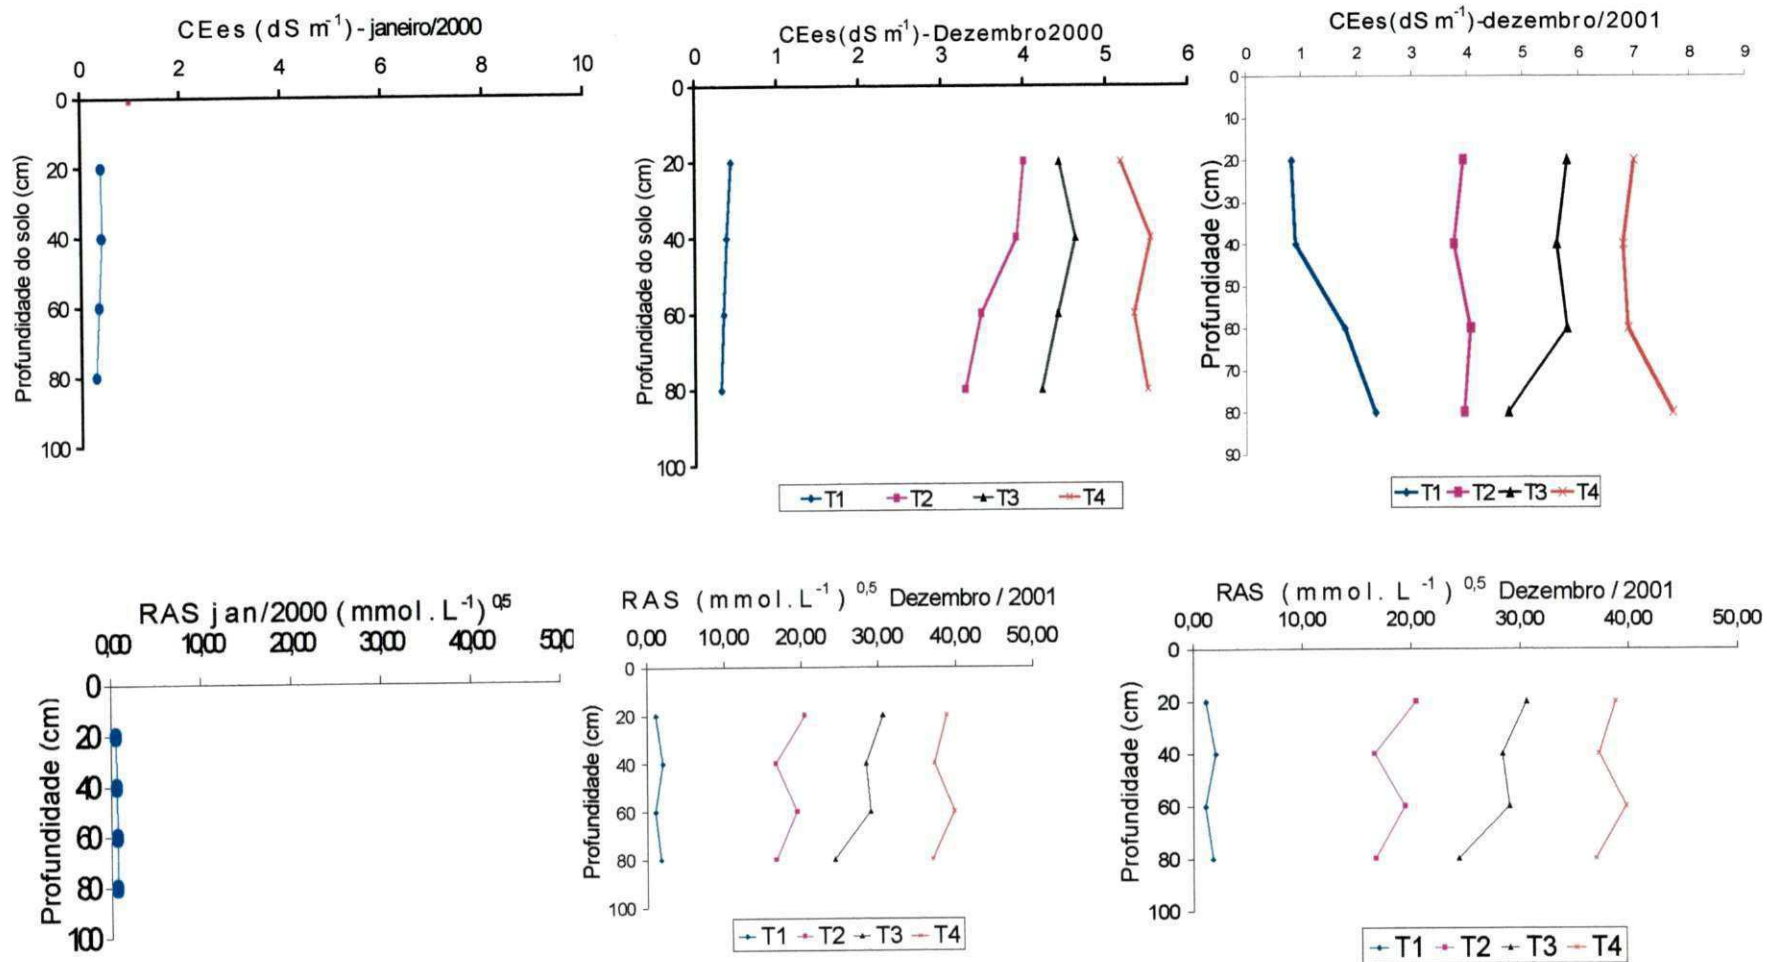 CEes (dS m⁻¹) - janeiro/2000
0 2 4 6 8 10
Profundidade do solo (cm)
0
20
40
60
80
100
CEes(dS m⁻¹)-Dezembro2000
0 1 2 3 4 5 6
Profundidade do solo (cm)
0
20
40
60
80
100
T1 T2 T3 T4
CEes(dS m⁻¹)-dezembro/2001
0 1 2 3 4 5 6 7 8 9
Profundidade (cm)
0
10
20
30
40
50
60
70
80
90
T1 T2 T3 T4
RAS jan/2000 (mmol.L⁻¹)⁰⁵
0,00 10,00 20,00 30,00 40,00 50,0
Profundidade (cm)
0
20
40
60
80
100
RAS (mmol.L⁻¹)⁰,⁵ Dezembro/2001
0,00 10,00 20,00 30,00 40,00 50,00
Profundidade (cm)
0
20
40
60
80
100
T1 T2 T3 T4
RAS (mmol.L⁻¹)⁰,⁵ Dezembro/2001
0,00 10,00 20,00 30,00 40,00 50,00
Profundidade (cm)
0
20
40
60
80
100
T1 T2 T3 T4